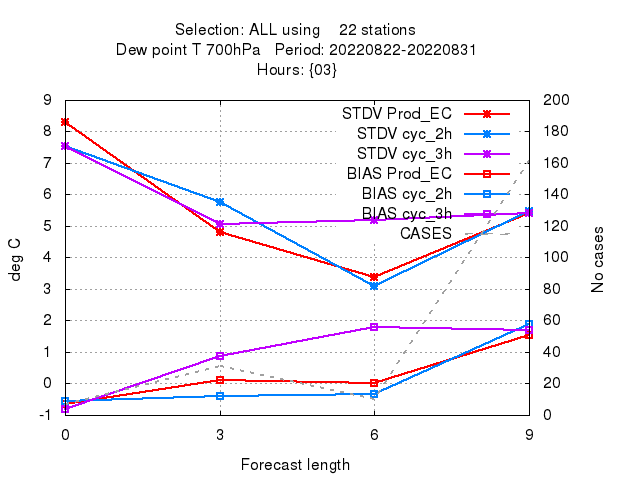 Selection: ALL using    22 stations
Dew point T 700hPa   Period: 20220822-20220831
Hours: {03}
STDV Prod_EC
STDV cyc_2h
STDV cyc_3h
BIAS Prod_EC
BIAS cyc_2h
BIAS cyc_3h
CASES
9
8
7
6
5
4
3
2
1
0
-1
deg C
200
180
160
140
120
100
80
60
40
20
0
No cases
0
3
6
9
Forecast length